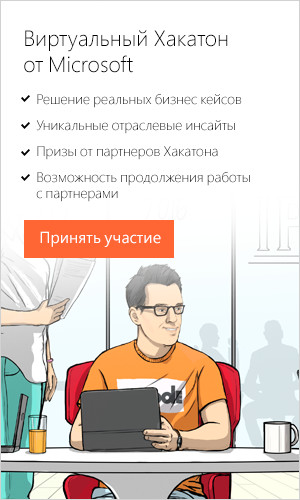 Виртуальный Хакатон
от Microsoft
Решение реальных бизнес кейсов
Уникальные отраслевые инсайты
Призы от партнеров Хакатона
Возможность продолжения работы
с партнерами
Принять участие